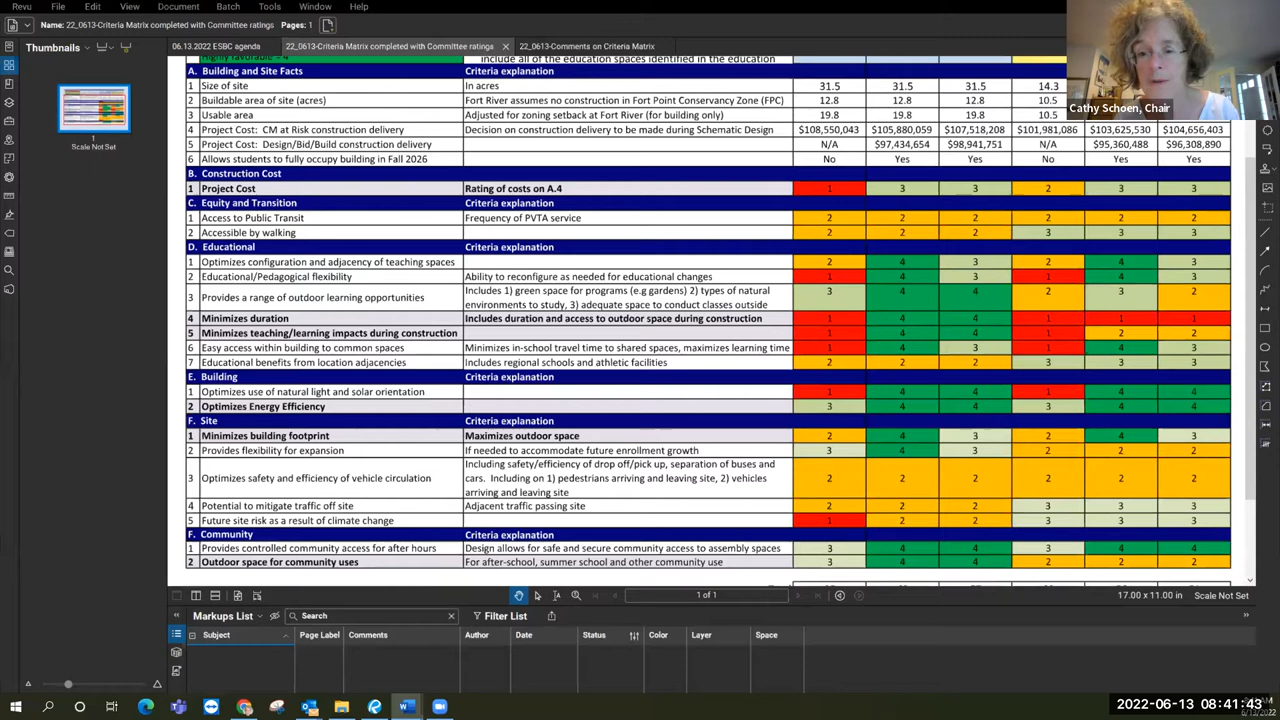 Revu File Edit View Document Batch Tools Window Help
Name: 22_0613-Criteria Matrix completed with Committee ratings Pages: 1
Thumbnails
06.13.2022 ESBC agenda 22_0613-Criteria Matrix completed with Committee ratings 22_0613-Comments on Criteria Matrix
Highly favorable = 4 include all of the education spaces identified in the education
A. Building and Site Facts Criteria explanation
1 Size of site In acres 31.5 31.5 31.5 14.3
2 Buildable area of site (acres) Fort River assumes no construction in Fort Point Conservancy Zone (FPC) 12.8 12.8 12.8 10.5
3 Usable area Adjusted for zoning setback at Fort River (for building only) 19.8 19.8 19.8 10.5
4 Project Cost: CM at Risk construction delivery Decision on construction delivery to be made during Schematic Design $108,550,043 $105,880,059 $107,518,208 $101,981,086 $103,625,530 $104,656,403
5 Project Cost: Design/Bid/Build construction delivery N/A $97,434,654 $98,941,751 N/A $95,360,488 $96,308,890
6 Allows students to fully occupy building in Fall 2026 No Yes Yes No Yes Yes
B. Construction Cost
1 Project Cost Rating of costs on A.4 1 3 3 2 3 3
C. Equity and Transition Criteria explanation
1 Access to Public Transit Frequency of PVTA service 2 2 2 2 2 2
2 Accessible by walking 2 2 2 3 3 3
D. Educational Criteria explanation
1 Optimizes configuration and adjacency of teaching spaces 2 4 3 2 4 3
2 Educational/Pedagogical flexibility Ability to reconfigure as needed for educational changes 1 4 3 1 4 3
3 Provides a range of outdoor learning opportunities Includes 1) green space for programs (e.g gardens) 2) types of natural environments to study, 3) adequate space to conduct classes outside 3 4 4 2 3 2
4 Minimizes duration Includes duration and access to outdoor space during construction 1 4 4 1 1 1
5 Minimizes teaching/learning impacts during construction 1 4 4 1 2 2
6 Easy access within building to common spaces Minimizes in-school travel time to shared spaces, maximizes learning time 1 4 3 1 4 3
7 Educational benefits from location adjacencies Includes regional schools and athletic facilities 2 2 2 3 3 3
E. Building Criteria explanation
1 Optimizes use of natural light and solar orientation 1 4 4 1 4 4
2 Optimizes Energy Efficiency 3 4 4 3 4 4
F. Site Criteria explanation
1 Minimizes building footprint Maximizes outdoor space 2 4 3 2 4 3
2 Provides flexibility for expansion If needed to accommodate future enrollment growth 3 4 3 2 2 2
3 Optimizes safety and efficiency of vehicle circulation Including safety/efficiency of drop off/pick up, separation of buses and cars. Including on 1) pedestrians arriving and leaving site, 2) vehicles arriving and leaving site 2 2 2 2 2 2
4 Potential to mitigate traffic off site Adjacent traffic passing site 2 2 2 3 3 3
5 Future site risk as a result of climate change 1 2 2 3 3 3
F. Community Criteria explanation
1 Provides controlled community access for after hours Design allows for safe and secure community access to assembly spaces 3 4 4 3 4 4
2 Outdoor space for community uses For after-school, summer school and other community use 3 4 4 2 2 2
1
Scale Not Set
Cathy Schoen, Chair
1 of 1 17.00 x 11.00 in Scale Not Set
Markups List Search Filter List
Subject Page Label Comments Author Date Status Color Layer Space
2022-06-13 08:41:43